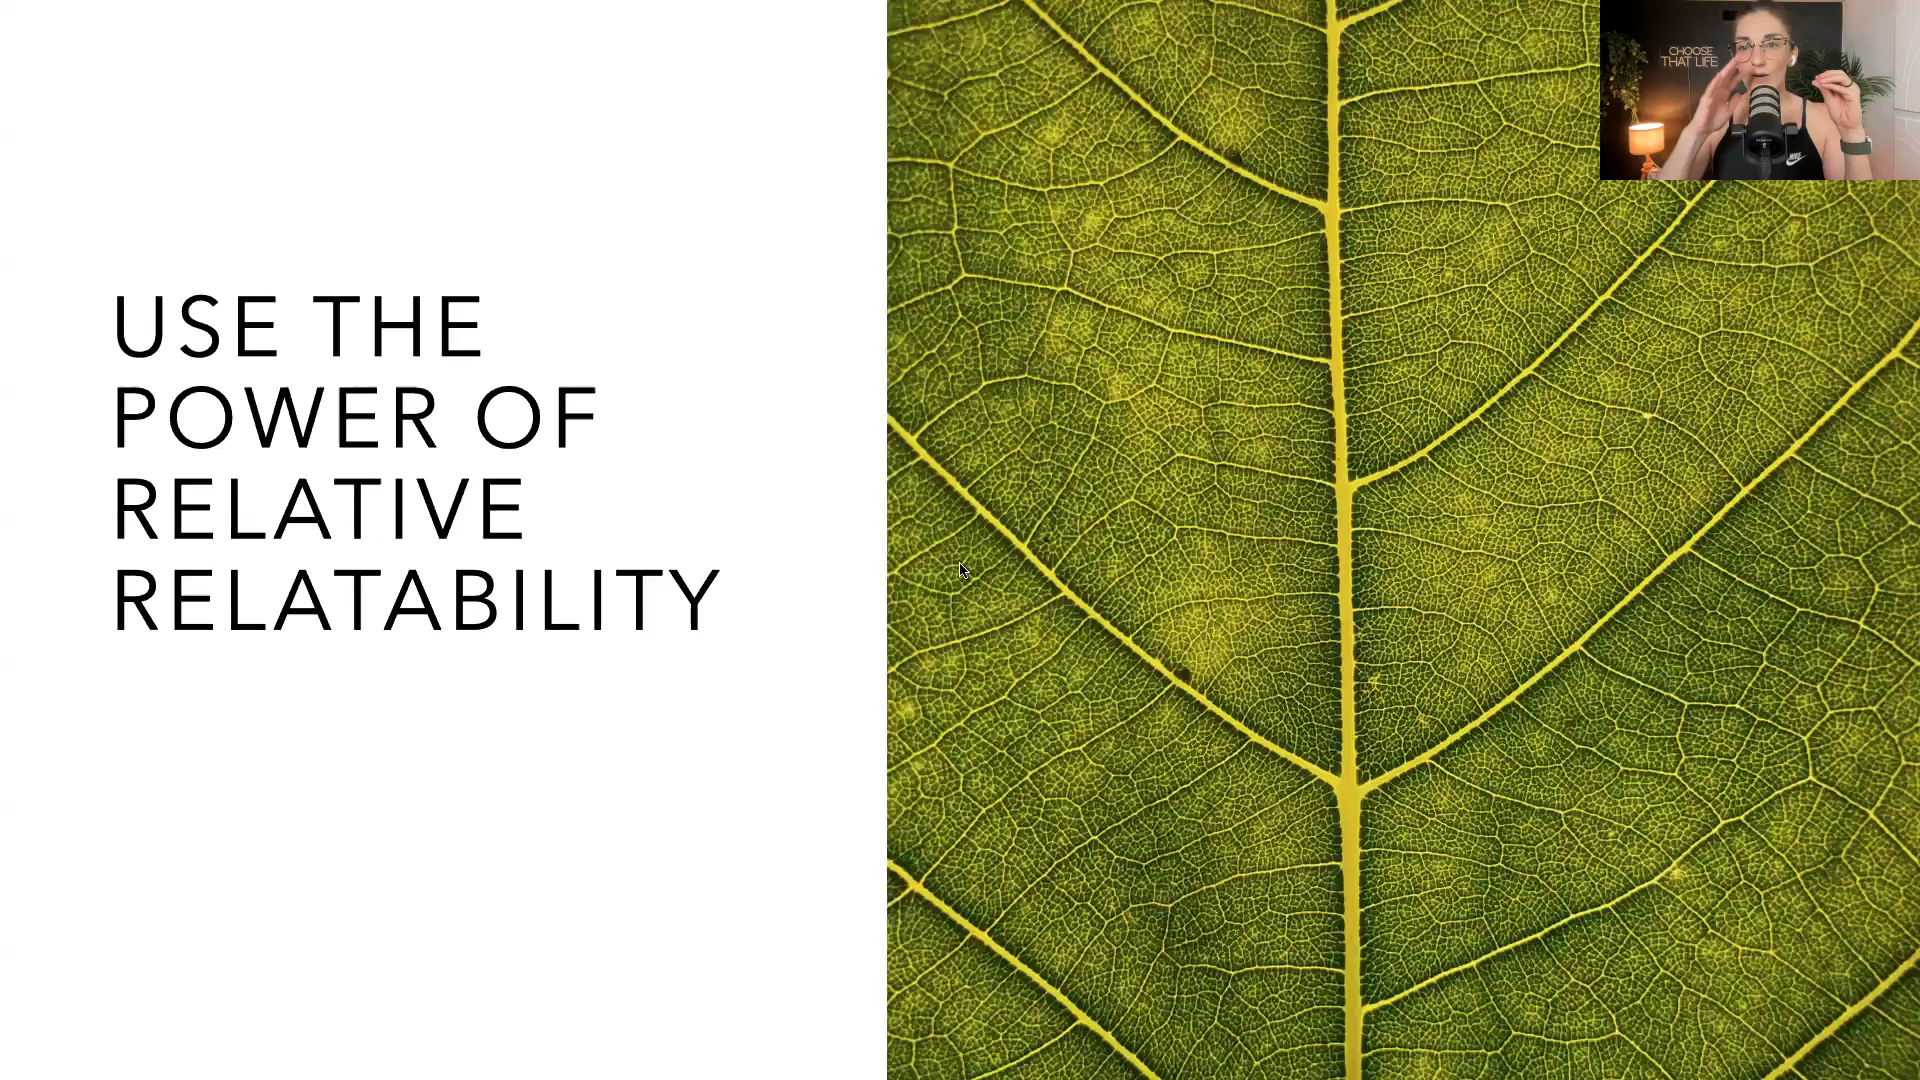 USE THE
POWER OF
RELATIVE
RELATABILITY
CHOOSE
THAT LIFE